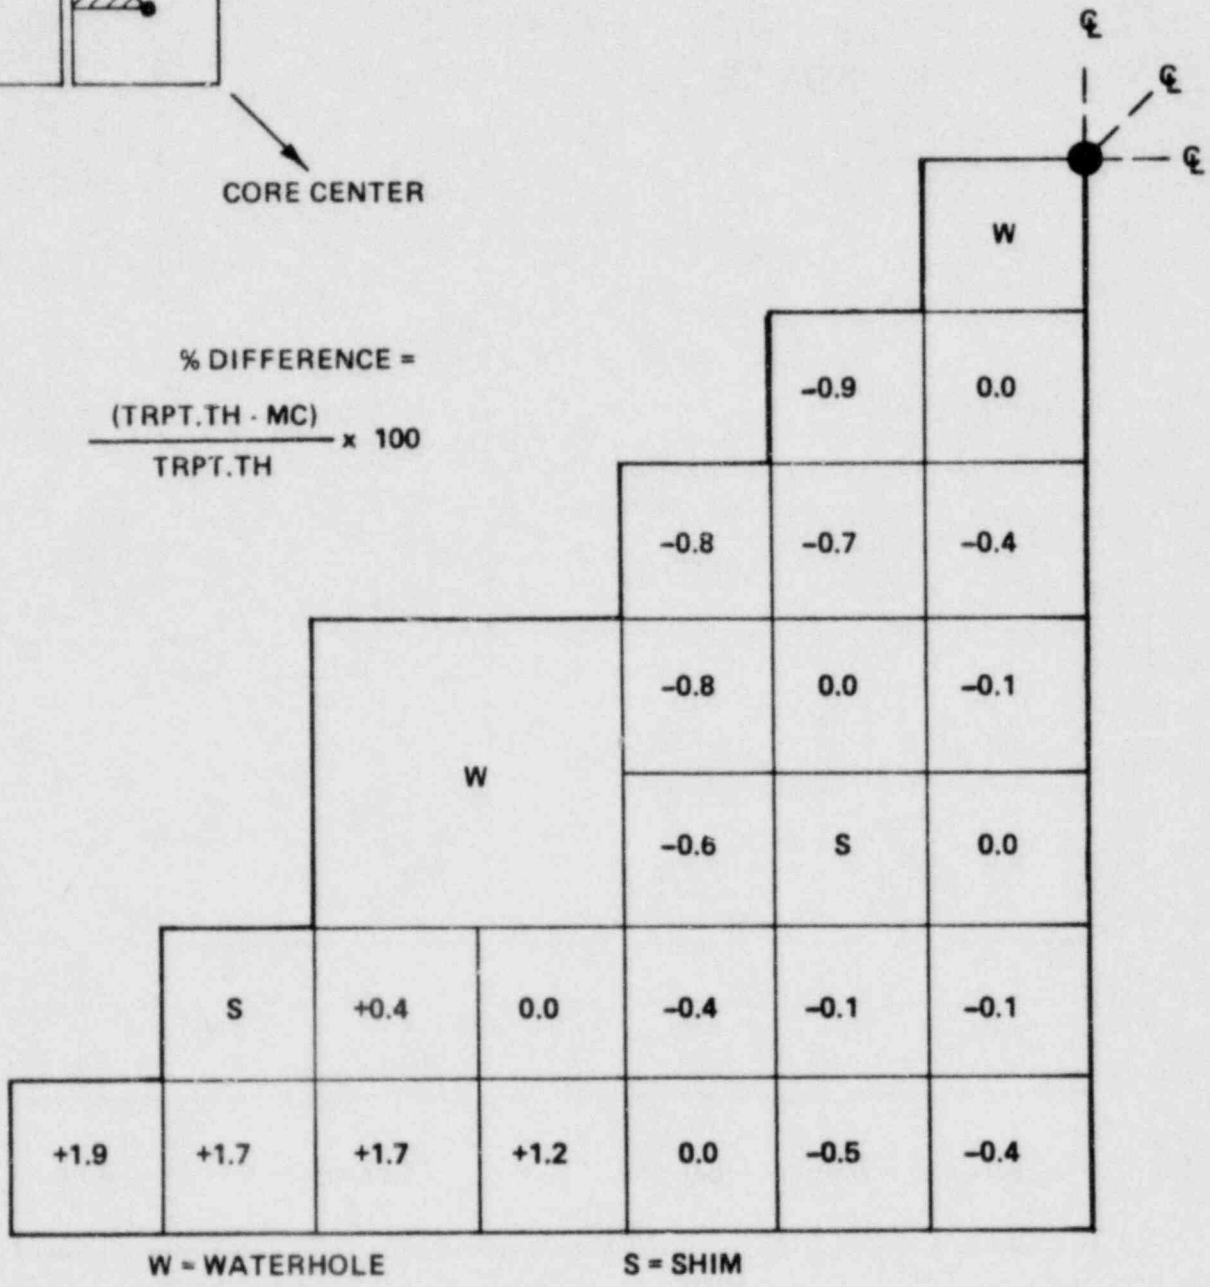 ℄
℄
℄
CORE CENTER
W
% DIFFERENCE =
(TRPT.TH - MC)
TRPT.TH
x 100
−0.9 0.0
−0.8 −0.7 −0.4
−0.8 0.0 −0.1
W
−0.6 S 0.0
S +0.4 0.0 −0.4 −0.1 −0.1
+1.9 +1.7 +1.7 +1.2 0.0 −0.5 −0.4
W = WATERHOLE S = SHIM